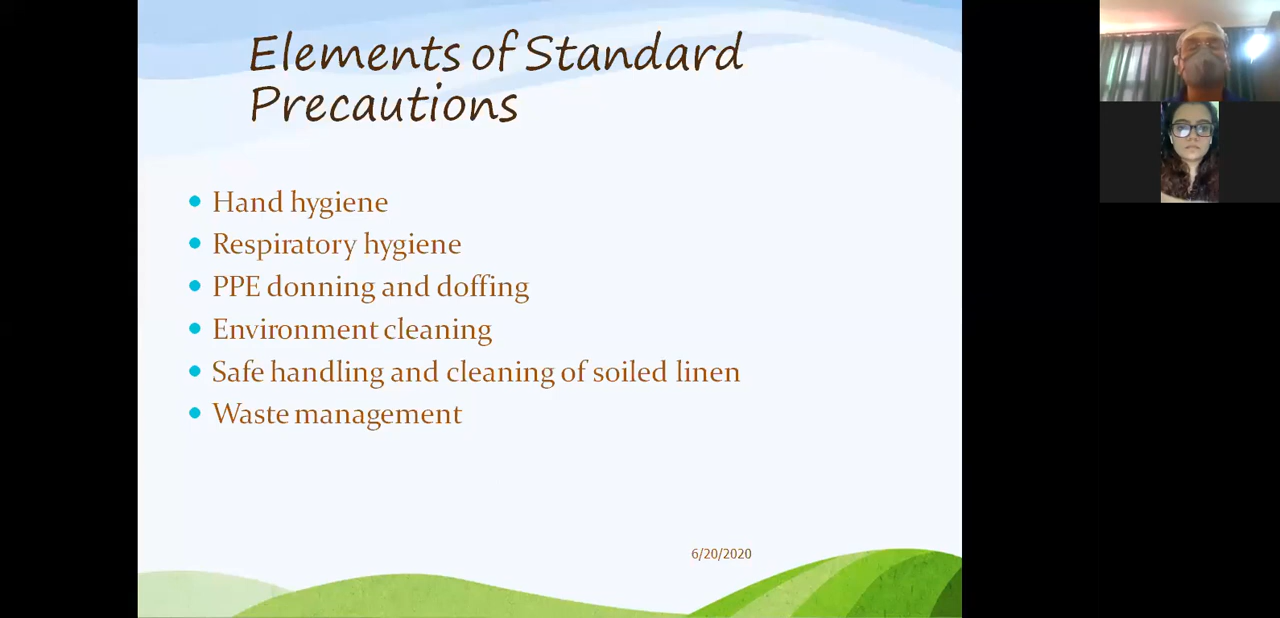 Elements of Standard
Precautions
Hand hygiene
Respiratory hygiene
PPE donning and doffing
Environment cleaning
Safe handling and cleaning of soiled linen
Waste management
6/20/2020